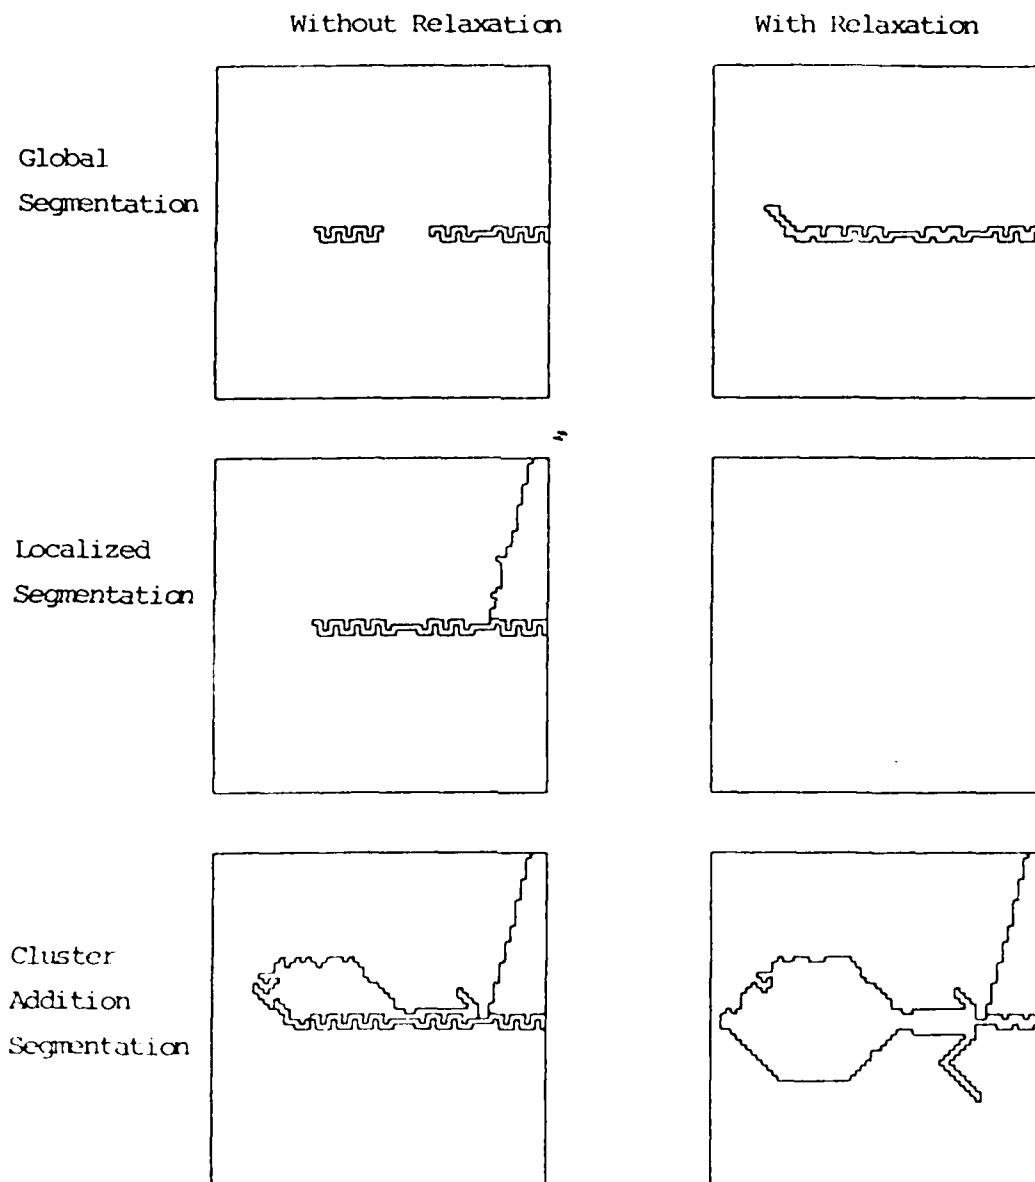 Without Relaxation
With Relaxation
Global
Segmentation
Localized
Segmentation
Cluster
Addition
Segmentation